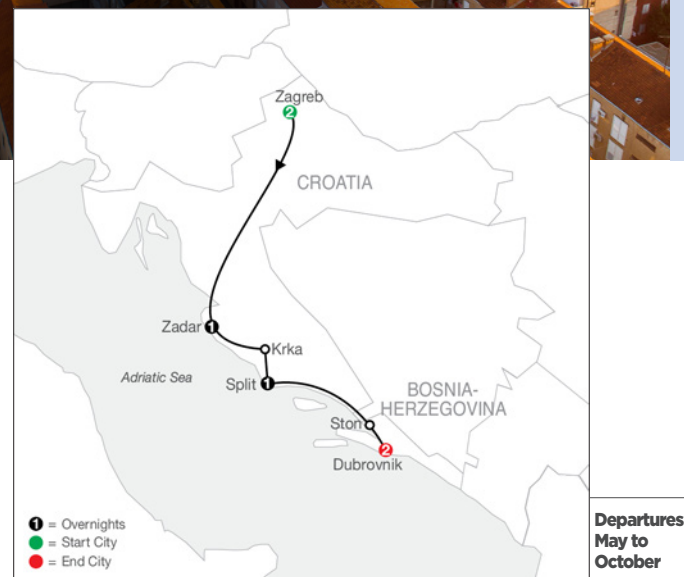 Zagreb
2
CROATIA
Zadar 1
Krka
Adriatic Sea
Split 1
BOSNIA-
HERZEGOVINA
Ston
2
Dubrovnik
1 = Overnights
= Start City
= End City
Departures
May to
October